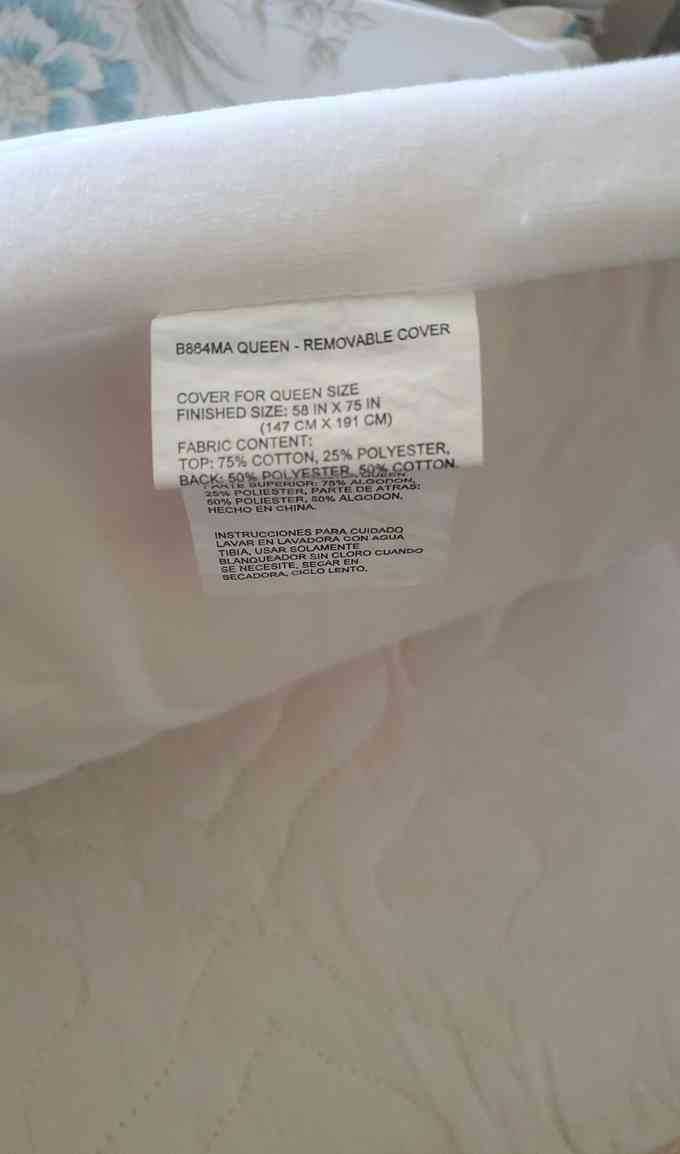 B864MA QUEEN - REMOVABLE COVER
COVER FOR QUEEN SIZE
FINISHED SIZE: 58 IN X 75 IN
(147 CM X 191 CM)
FABRIC CONTENT:
TOP: 75% COTTON, 25% POLYESTER,
BACK: 50% POLYESTER, 50% COTTON
PARTE SUPERIOR: 75% ALGODON,
25% POLIESTER, PARTE DE ATRAS:
50% POLIESTER, 50% ALGODON.
HECHO EN CHINA.
INSTRUCCIONES PARA CUIDADO
LAVAR EN LAVADORA CON AGUA
TIBIA, USAR SOLAMENTE
BLANQUEADOR SIN CLORO CUANDO
SE NECESITE, SEGAR EN
SECADORA, CICLO LENTO.